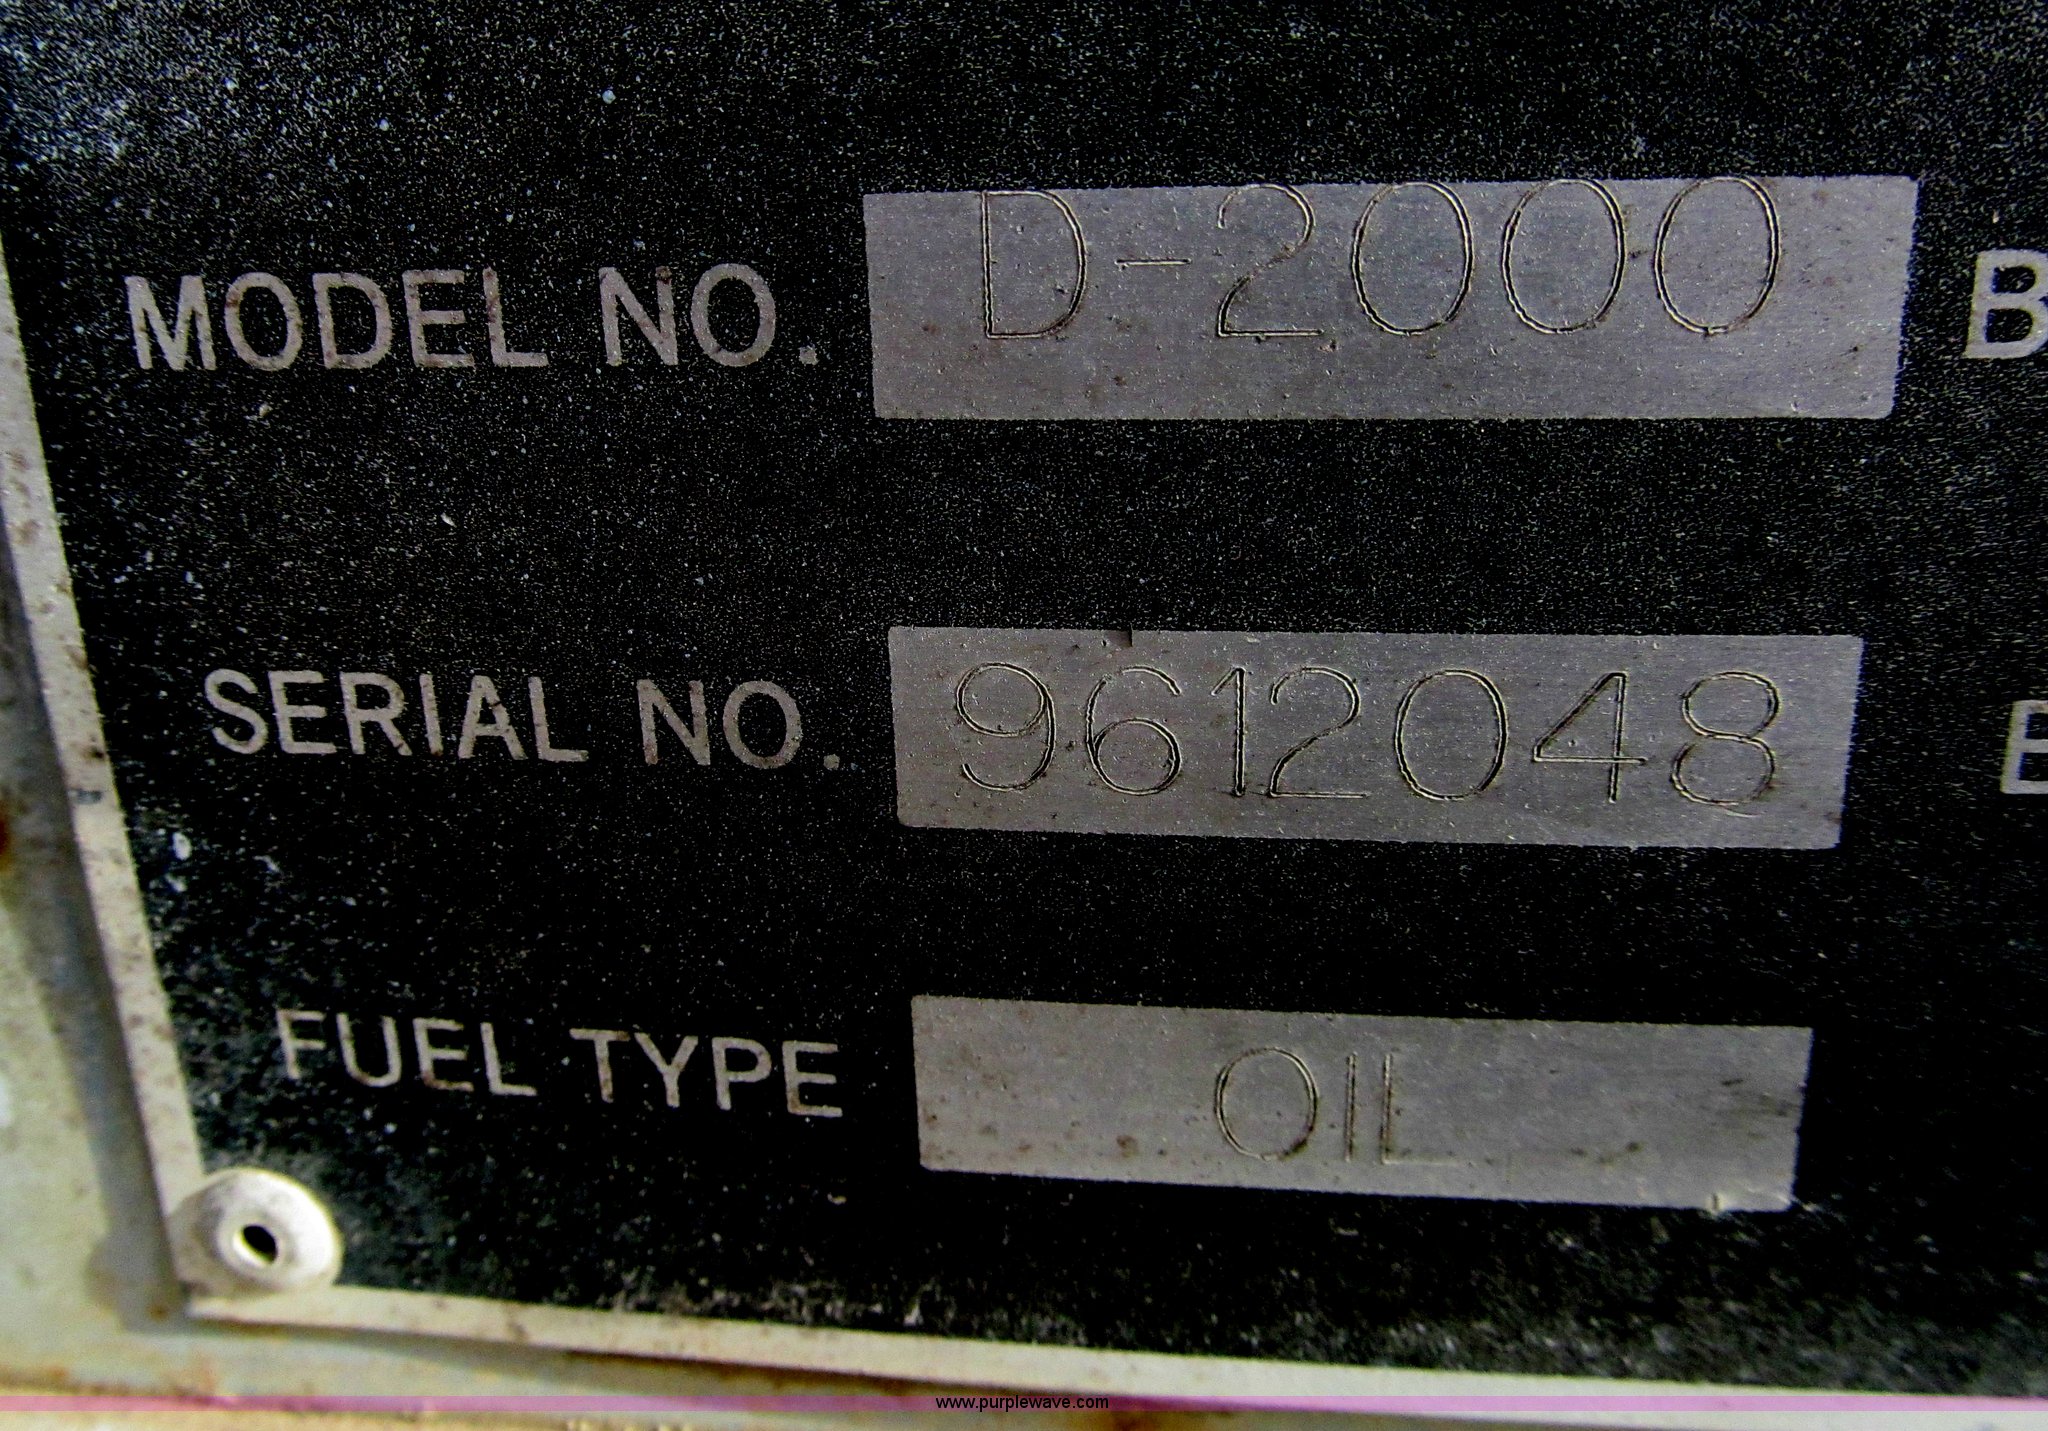 MODEL NO. D-2000 B
SERIAL NO. 9612048 E
FUEL TYPE OIL
www.purplewave.com